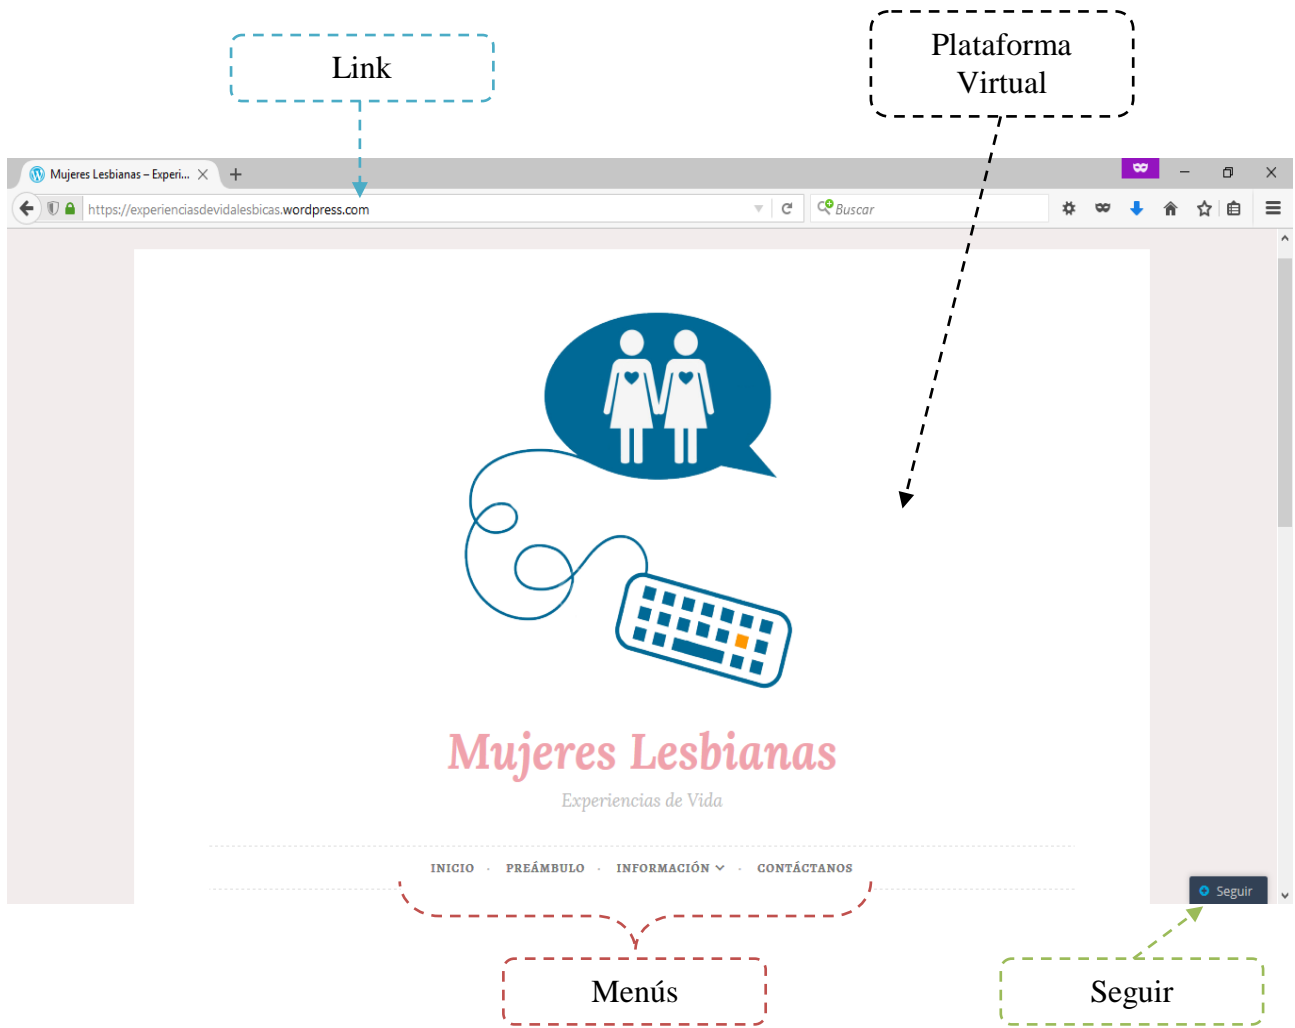 Link
Plataforma
Virtual
Mujeres Lesbianas – Experi...
https://experienciasdevidalesbicas.wordpress.com
Buscar
Mujeres Lesbianas
Experiencias de Vida
INICIO · PREÁMBULO · INFORMACIÓN · CONTÁCTANOS
Seguir
Menús
Seguir